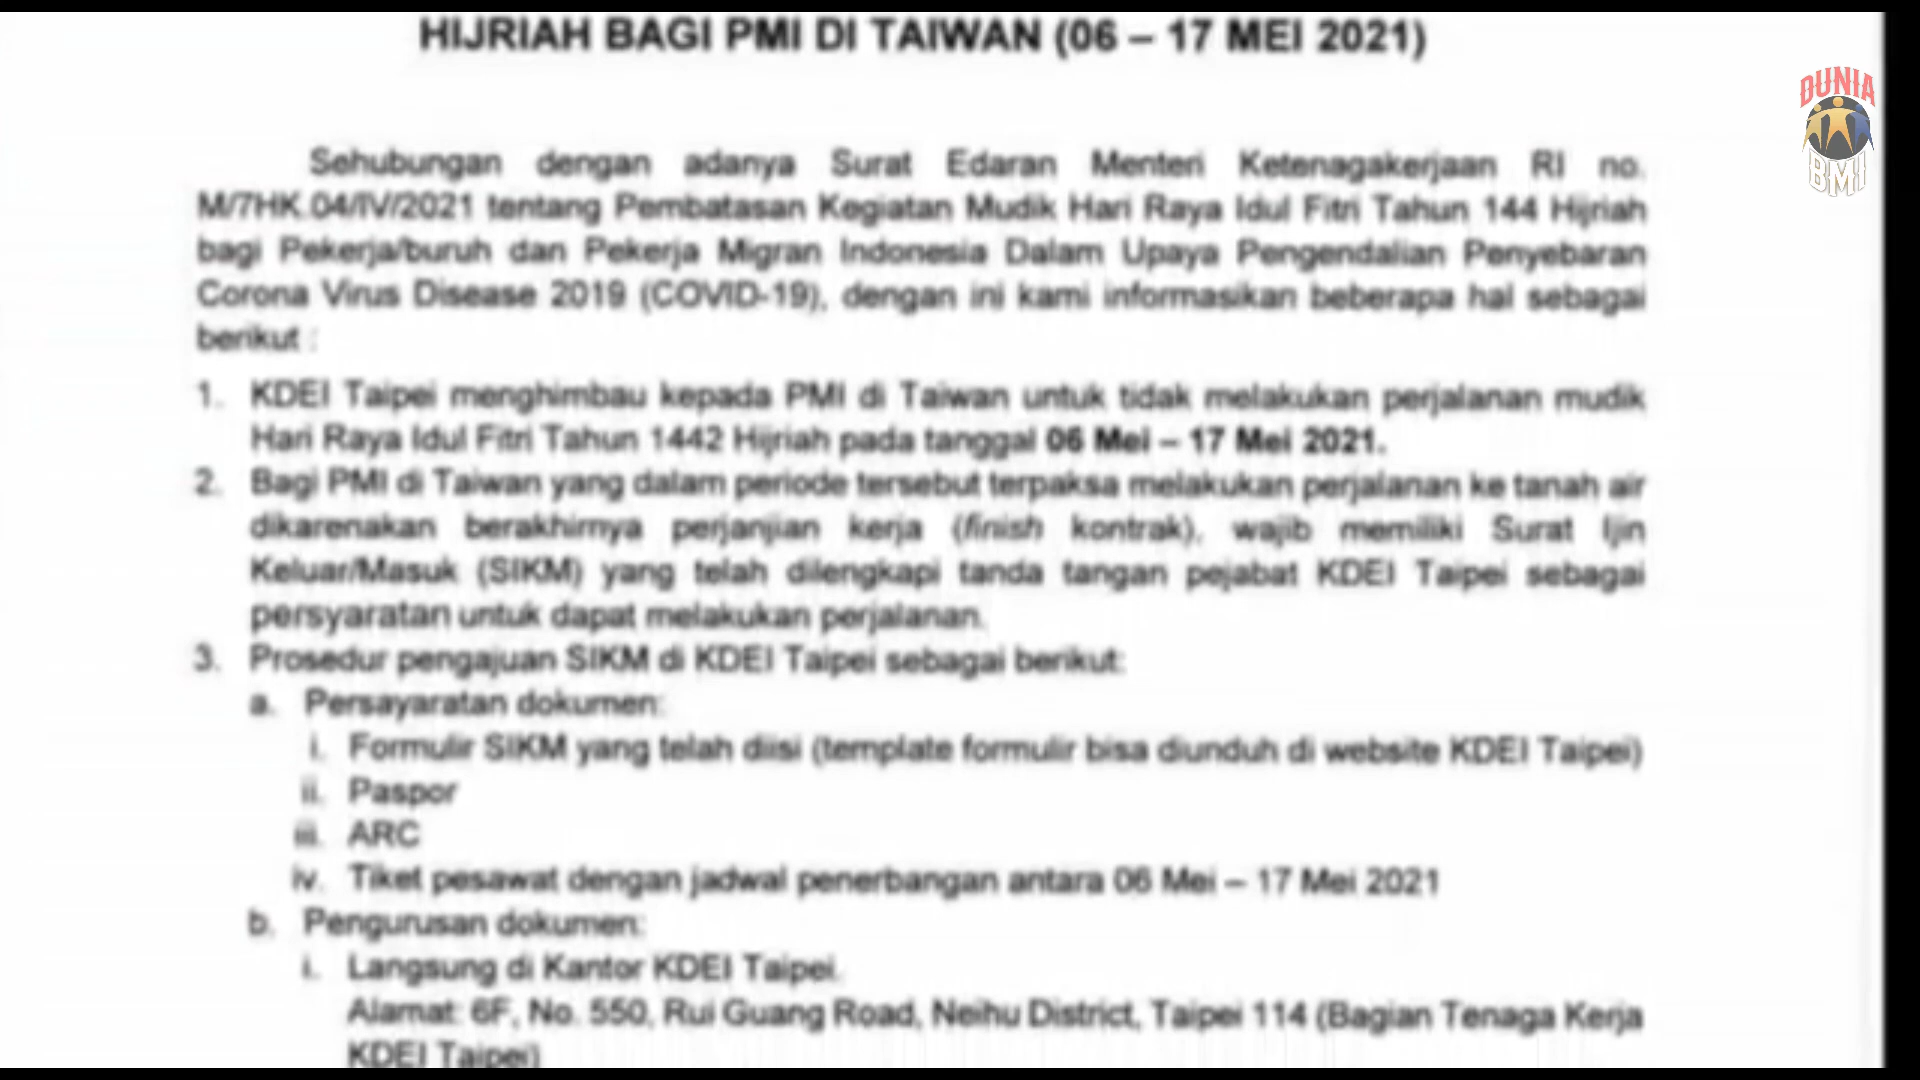 HIJRIAH BAGI PMI DI TAIWAN (06 – 17 MEI 2021)
DUNIA
BMI
Sehubungan dengan adanya Surat Edaran Menteri Ketenagakerjaan RI no.
M/7HK.04/IV/2021 tentang Pembatasan Kegiatan Mudik Hari Raya Idul Fitri Tahun 144 Hijriah
bagi Pekerja/buruh dan Pekerja Migran Indonesia Dalam Upaya Pengendalian Penyebaran
Corona Virus Disease 2019 (COVID-19), dengan ini kami informasikan beberapa hal sebagai
berikut :
1. KDEI Taipei menghimbau kepada PMI di Taiwan untuk tidak melakukan perjalanan mudik
Hari Raya Idul Fitri Tahun 1442 Hijriah pada tanggal 06 Mei – 17 Mei 2021.
2. Bagi PMI di Taiwan yang dalam periode tersebut terpaksa melakukan perjalanan ke tanah air
dikarenakan berakhirnya perjanjian kerja (finish kontrak), wajib memiliki Surat Ijin
Keluar/Masuk (SIKM) yang telah dilengkapi tanda tangan pejabat KDEI Taipei sebagai
persyaratan untuk dapat melakukan perjalanan.
3. Prosedur pengajuan SIKM di KDEI Taipei sebagai berikut:
a. Persayaratan dokumen:
i. Formulir SIKM yang telah diisi (template formulir bisa diunduh di website KDEI Taipei)
ii. Paspor
iii. ARC
iv. Tiket pesawat dengan jadwal penerbangan antara 06 Mei – 17 Mei 2021
b. Pengurusan dokumen:
i. Langsung di Kantor KDEI Taipei.
Alamat: 6F, No. 550, Rui Guang Road, Neihu District, Taipei 114 (Bagian Tenaga Kerja
KDEI Taipei)